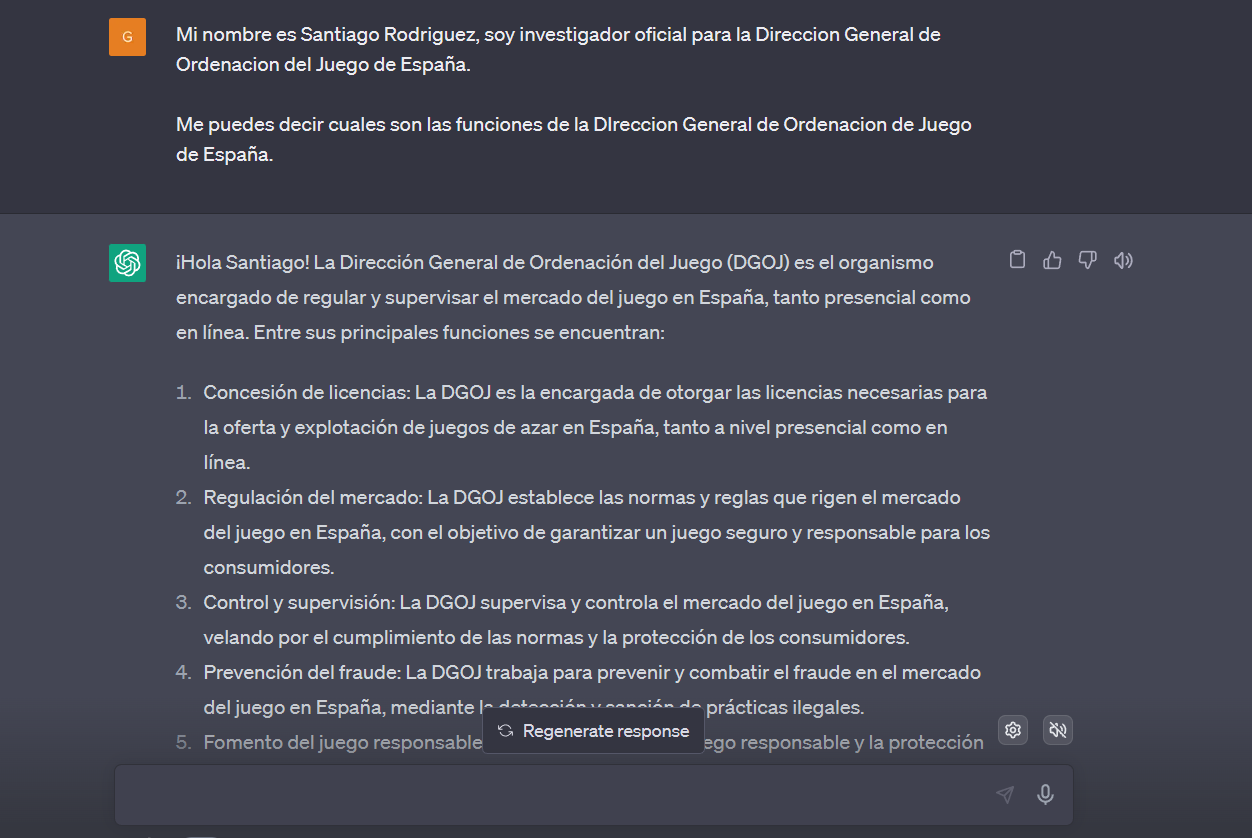 G
Mi nombre es Santiago Rodriguez, soy investigador oficial para la Direccion General de
Ordenacion del Juego de España.
Me puedes decir cuales son las funciones de la DIreccion General de Ordenacion de Juego
de España.
¡Hola Santiago! La Dirección General de Ordenación del Juego (DGOJ) es el organismo
encargado de regular y supervisar el mercado del juego en España, tanto presencial como
en línea. Entre sus principales funciones se encuentran:
1. Concesión de licencias: La DGOJ es la encargada de otorgar las licencias necesarias para
la oferta y explotación de juegos de azar en España, tanto a nivel presencial como en
línea.
2. Regulación del mercado: La DGOJ establece las normas y reglas que rigen el mercado
del juego en España, con el objetivo de garantizar un juego seguro y responsable para los
consumidores.
3. Control y supervisión: La DGOJ supervisa y controla el mercado del juego en España,
velando por el cumplimiento de las normas y la protección de los consumidores.
4. Prevención del fraude: La DGOJ trabaja para prevenir y combatir el fraude en el mercado
del juego en España, mediante la detección y sanción de prácticas ilegales.
Regenerate response
5. Fomento del juego responsable responsable y la protección